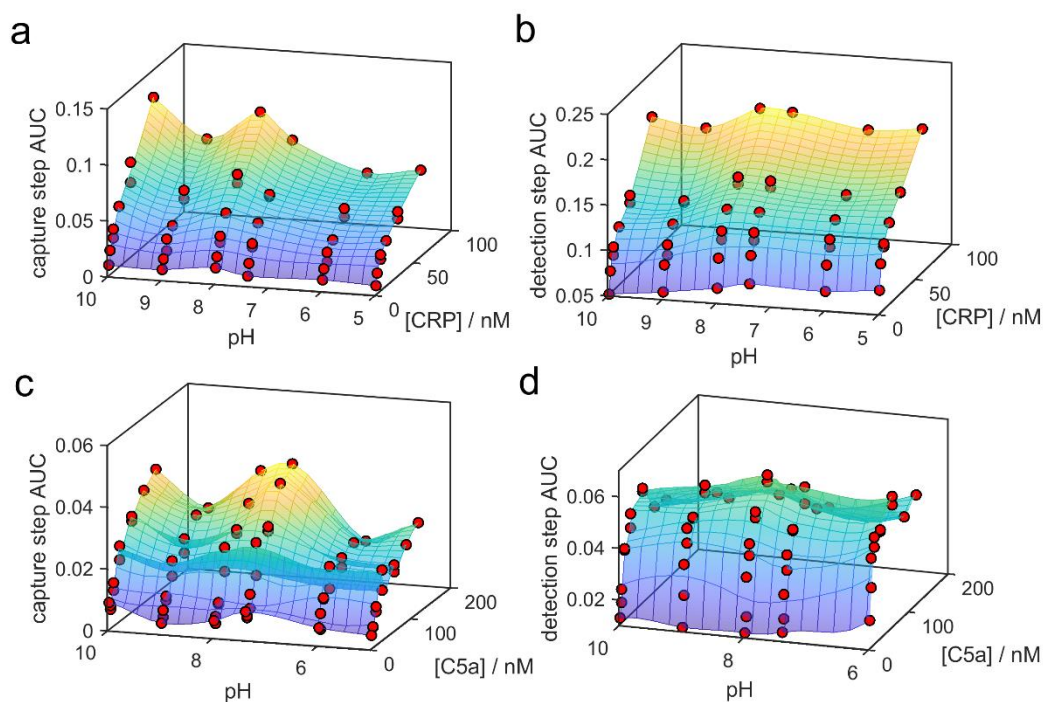 a
capture step AUC
0.15
0.1
0.05
0
10
9
8
7
6
5
pH
0
50
100
[CRP] / nM
b
detection step AUC
0.25
0.2
0.15
0.1
0.05
10
9
8
7
6
5
pH
0
50
100
[CRP] / nM
c
capture step AUC
0.06
0.04
0.02
0
10
8
6
pH
0
100
200
[C5a] / nM
d
detection step AUC
0.06
0.04
0.02
10
8
6
pH
0
100
200
[C5a] / nM